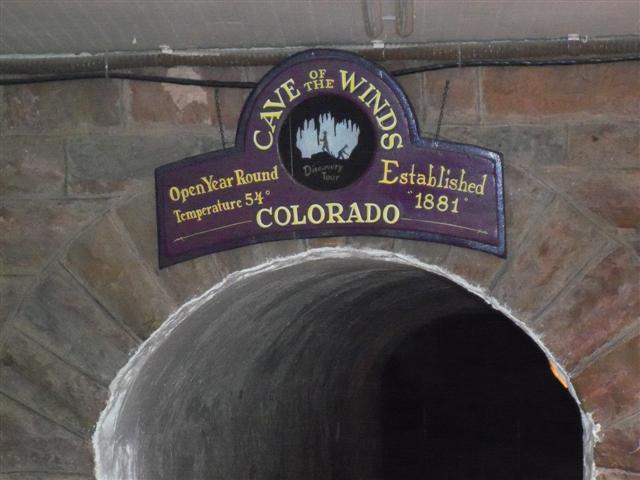 CAVE OF THE WINDS
Discovery
Tour
Open Year Round
Temperature 54°
Established
"1881"
COLORADO